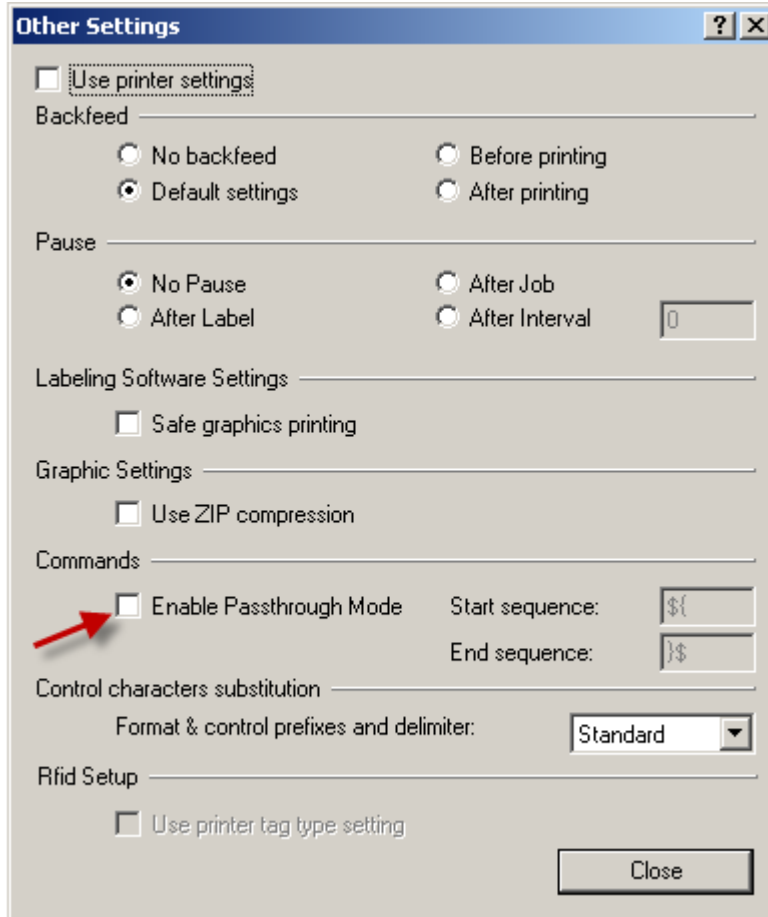 Other Settings
Use printer settings
Backfeed
No backfeed Before printing
Default settings After printing
Pause
No Pause After Job
After Label After Interval 0
Labeling Software Settings
Safe graphics printing
Graphic Settings
Use ZIP compression
Commands
Enable Passthrough Mode Start sequence: ${
End sequence: }$
Control characters substitution
Format & control prefixes and delimiter: Standard
Rfid Setup
Use printer tag type setting
Close